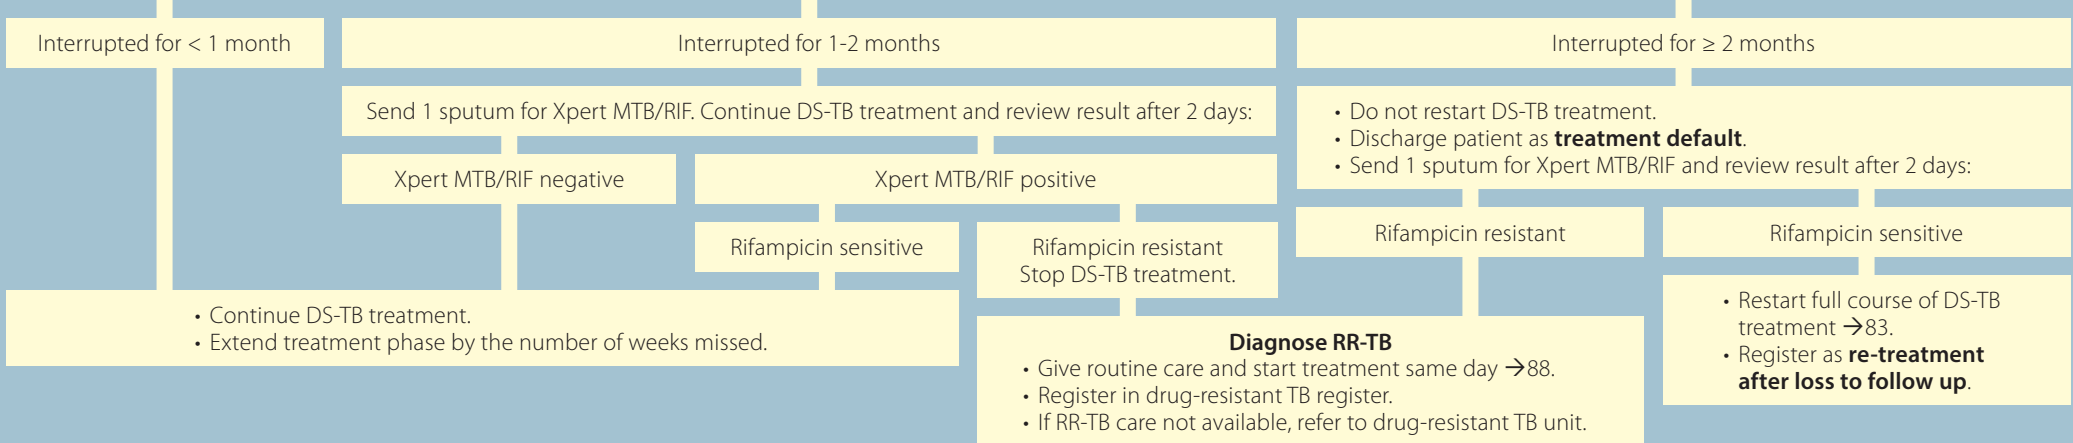 Interrupted for < 1 month
Interrupted for 1-2 months
Interrupted for ≥ 2 months
Send 1 sputum for Xpert MTB/RIF. Continue DS-TB treatment and review result after 2 days:
• Do not restart DS-TB treatment.
• Discharge patient as treatment default.
• Send 1 sputum for Xpert MTB/RIF and review result after 2 days:
Xpert MTB/RIF negative
Xpert MTB/RIF positive
Rifampicin sensitive
Rifampicin resistant
Stop DS-TB treatment.
Rifampicin resistant
Rifampicin sensitive
• Continue DS-TB treatment.
• Extend treatment phase by the number of weeks missed.
Diagnose RR-TB
• Give routine care and start treatment same day →88.
• Register in drug-resistant TB register.
• If RR-TB care not available, refer to drug-resistant TB unit.
• Restart full course of DS-TB
treatment →83.
• Register as re-treatment
after loss to follow up.